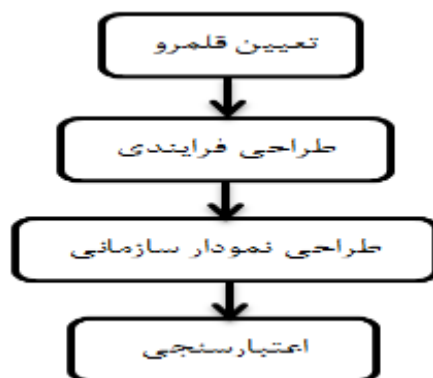 تعیین قلمرو
طراحی فرایندی
طراحی نمودار سازمانی
اعتبارسنجی